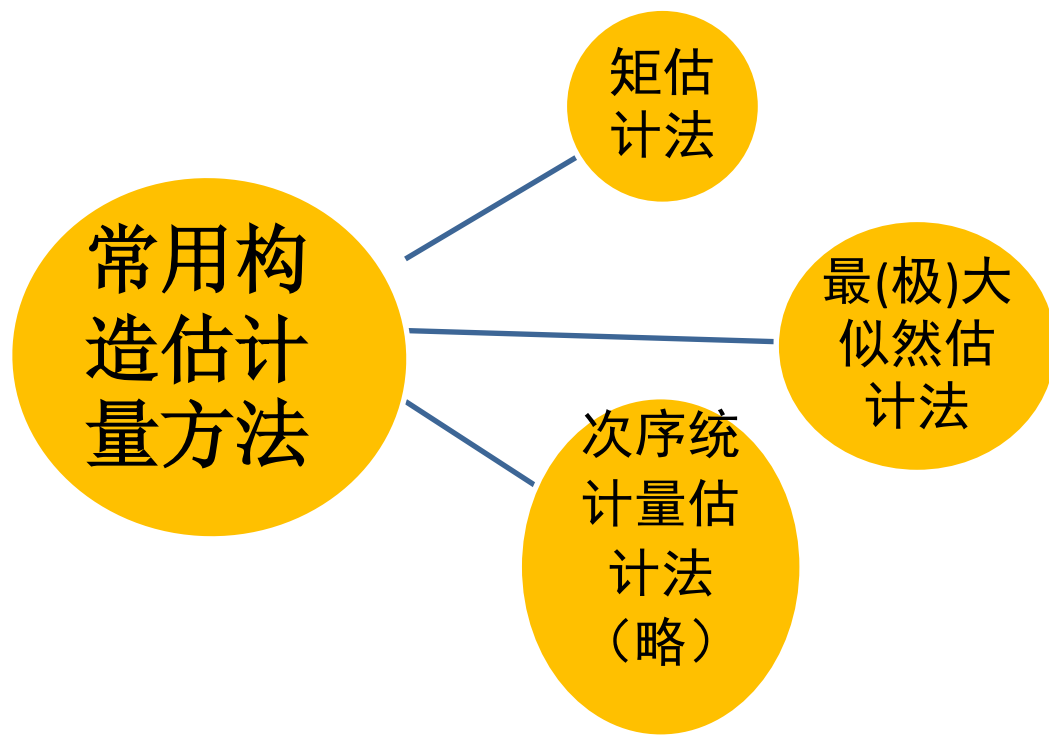 常用构
造估计
量方法
矩估
计法
最(极)大
似然估
计法
次序统
计量估
计法
（略）